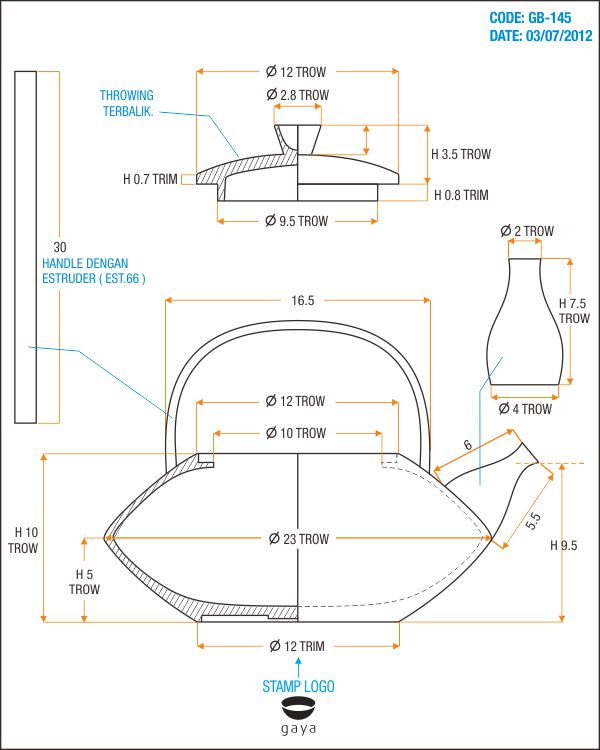 CODE: GB-145
DATE: 03/07/2012
Ø 12 TROW
Ø 2.8 TROW
THROWING
TERBALIK.
H 3.5 TROW
H 0.7 TRIM
H 0.8 TRIM
Ø 9.5 TROW
Ø 2 TROW
30
HANDLE DENGAN
ESTRUDER ( EST.66 )
16.5
H 7.5
TROW
Ø 12 TROW
Ø 4 TROW
Ø 10 TROW
6
H 10
TROW
5.5
Ø 23 TROW
H 9.5
H 5
TROW
Ø 12 TRIM
STAMP LOGO
gaya